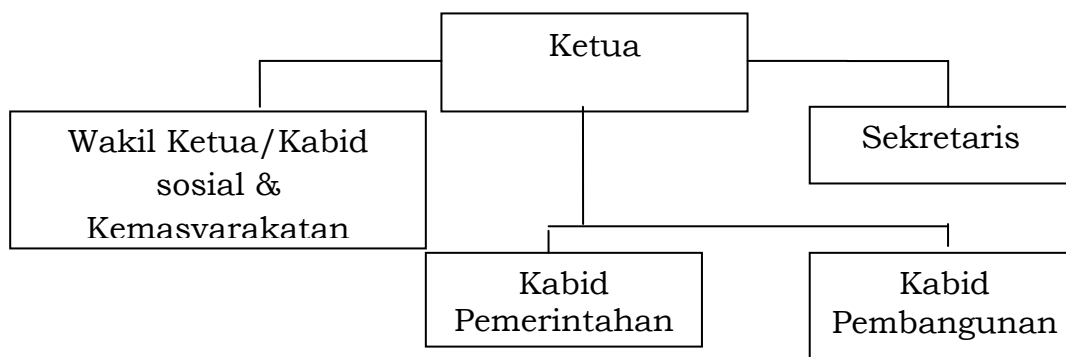 Ketua
Wakil Ketua/Kabid
sosial &
Kemasyarakatan
Sekretaris
Kabid
Pemerintahan
Kabid
Pembangunan